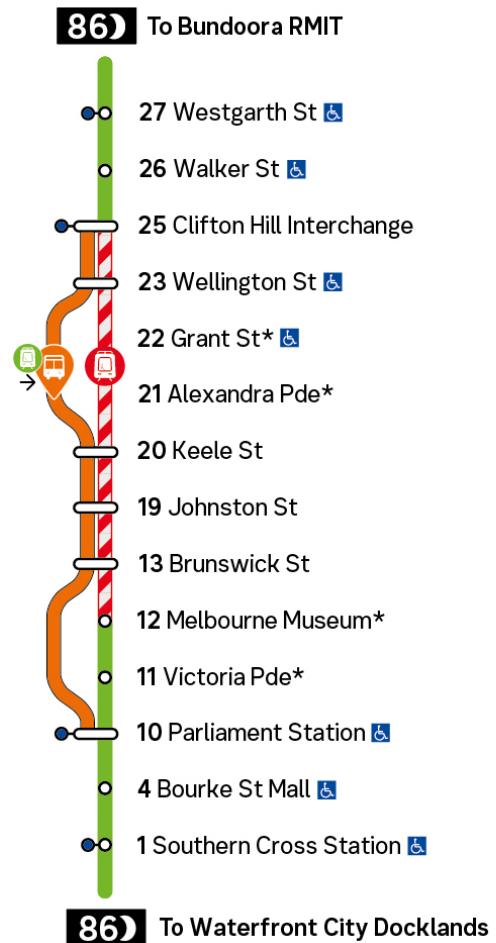 86 To Bundoora RMIT
27 Westgarth St
26 Walker St
25 Clifton Hill Interchange
23 Wellington St
22 Grant St*
21 Alexandra Pde*
20 Keele St
19 Johnston St
13 Brunswick St
12 Melbourne Museum*
11 Victoria Pde*
10 Parliament Station
4 Bourke St Mall
1 Southern Cross Station
86 To Waterfront City Docklands